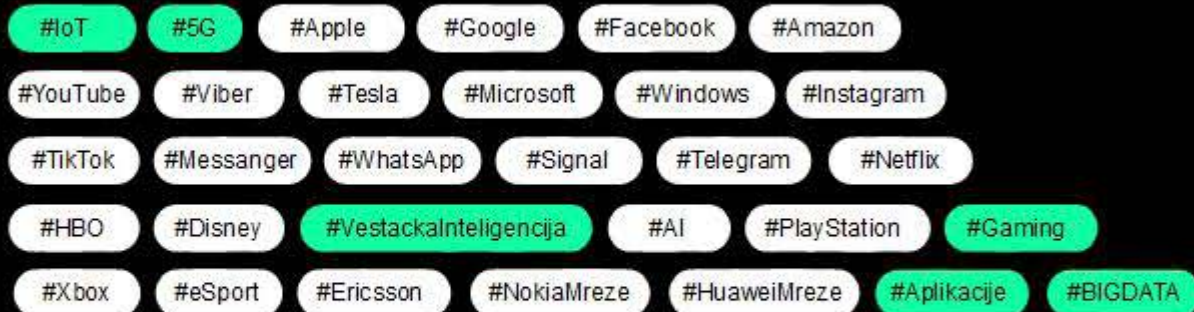 #IoT #5G #Apple #Google #Facebook #Amazon
#YouTube #Viber #Tesla #Microsoft #Windows #Instagram
#TikTok #Messanger #WhatsApp #Signal #Telegram #Netflix
#HBO #Disney #VestackaInteligencija #AI #PlayStation #Gaming
#Xbox #eSport #Ericsson #NokiaMreze #HuaweiMreze #Aplikacije #BIGDATA